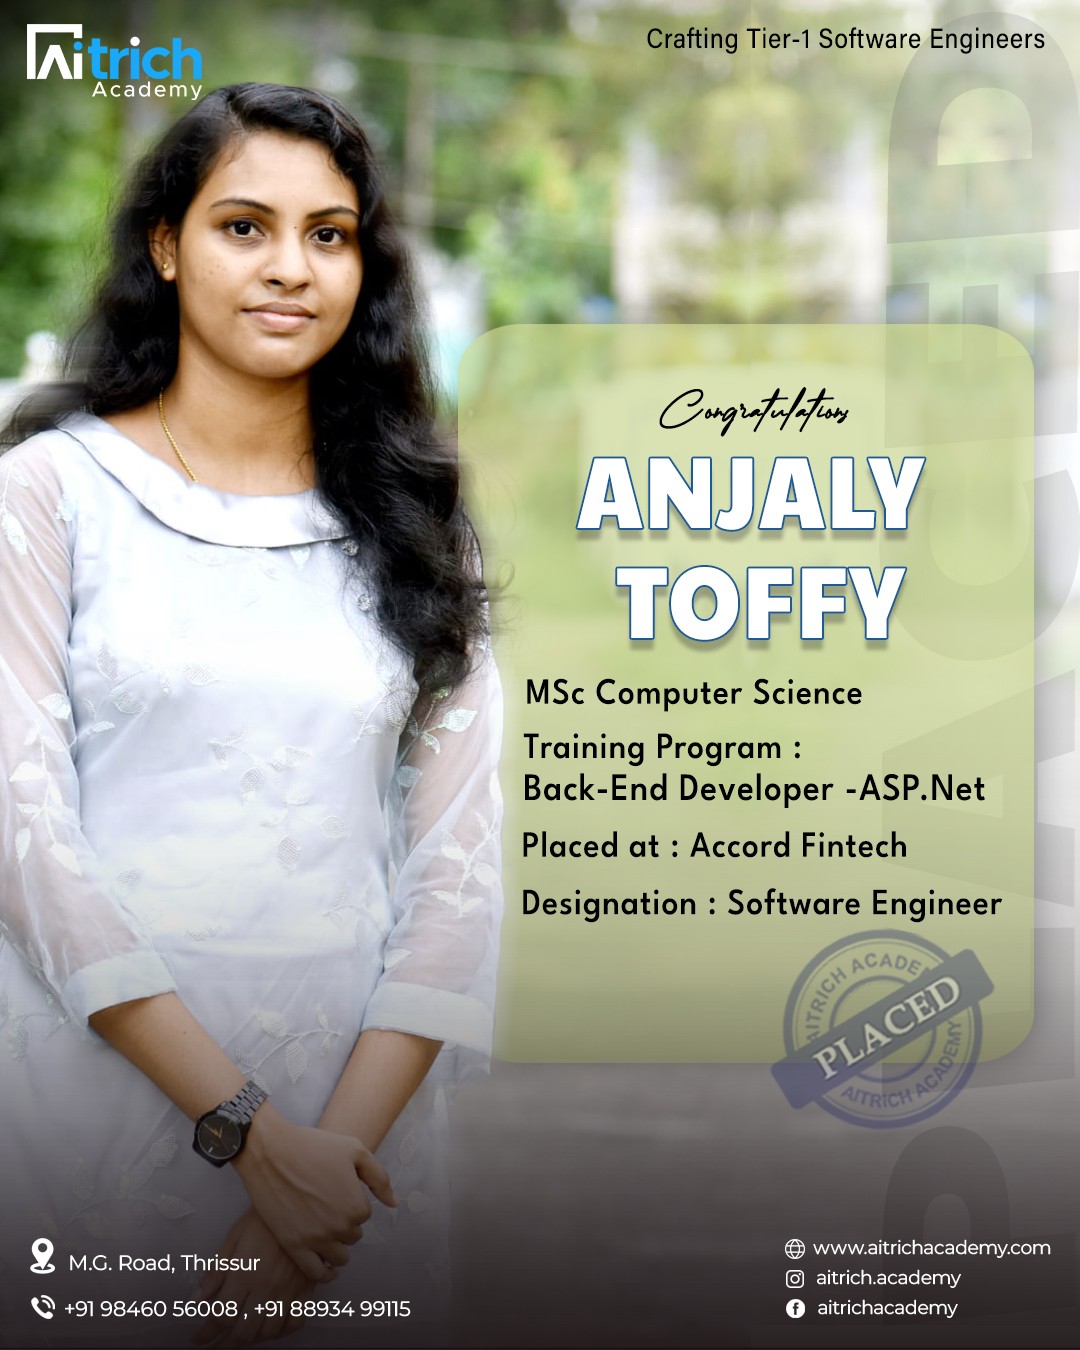 Aitrich
Academy
Crafting Tier-1 Software Engineers
Congratulations
ANJALY
TOFFY
MSc Computer Science
Training Program :
Back-End Developer -ASP.Net
Placed at : Accord Fintech
Designation : Software Engineer
AITRICH ACADEMY
PLACED
AITRICH ACADEMY
PLACED
M.G. Road, Thrissur
+91 98460 56008 , +91 88934 99115
www.aitrichacademy.com
aitrich.academy
aitrichacademy